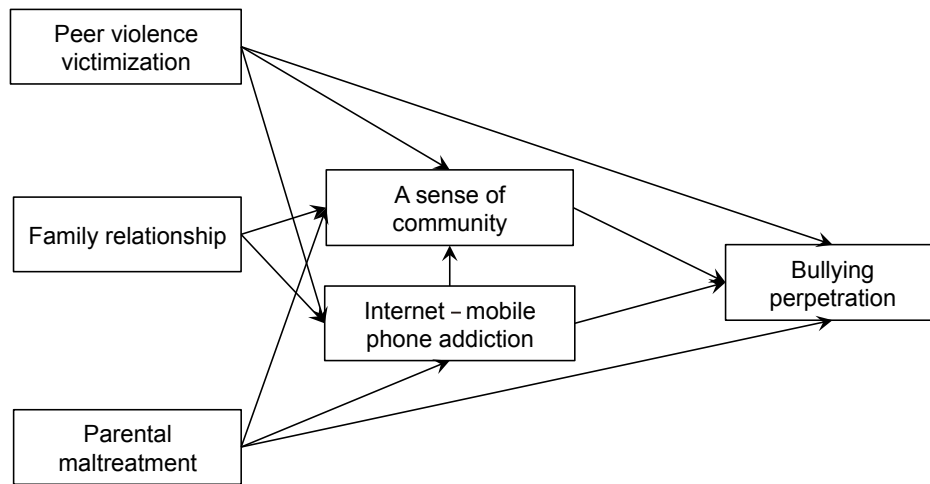 Peer violence
victimization
A sense of
community
Family relationship
Bullying
perpetration
Internet – mobile
phone addiction
Parental
maltreatment